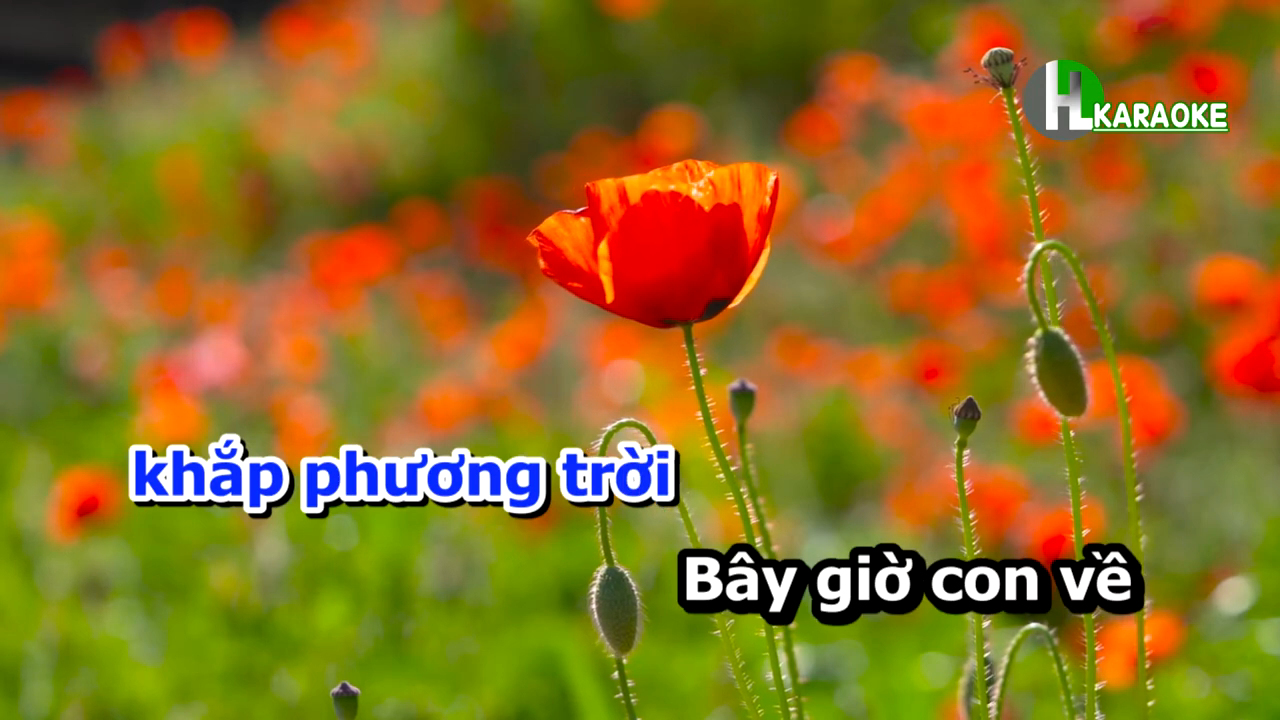 HL KARAOKE
khắp phương trời
Bây giờ con về